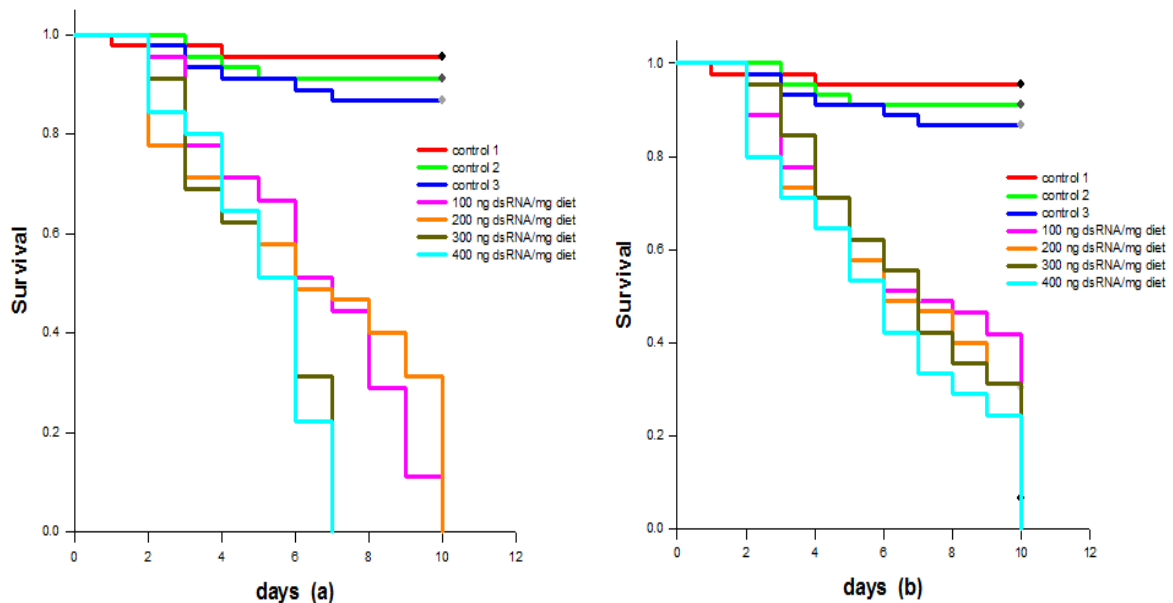 Survival
1.0
0.8
0.6
0.4
0.2
0.0
control 1
control 2
control 3
100 ng dsRNA/mg diet
200 ng dsRNA/mg diet
300 ng dsRNA/mg diet
400 ng dsRNA/mg diet
0 2 4 6 8 10 12
days (a)
Survival
1.0
0.8
0.6
0.4
0.2
0.0
control 1
control 2
control 3
100 ng dsRNA/mg diet
200 ng dsRNA/mg diet
300 ng dsRNA/mg diet
400 ng dsRNA/mg diet
0 2 4 6 8 10 12
days (b)